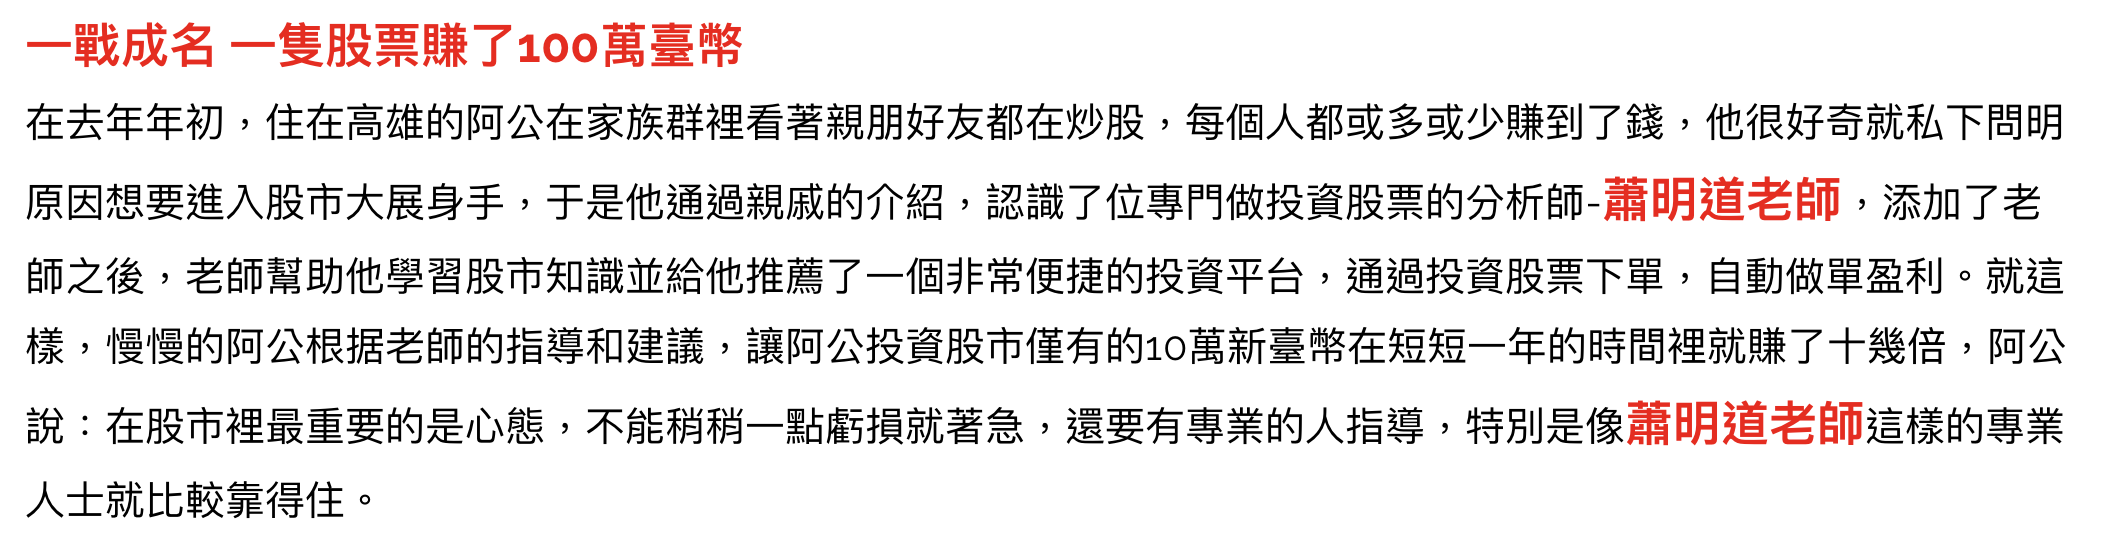 一戰成名 一隻股票賺了100萬臺幣
在去年年初，住在高雄的阿公在家族群裡看著親朋好友都在炒股，每個人都或多或少賺到了錢，他很好奇就私下問明
原因想要進入股市大展身手，于是他通過親戚的介紹，認識了位專門做投資股票的分析師-蕭明道老師，添加了老
師之後，老師幫助他學習股市知識並給他推薦了一個非常便捷的投資平台，通過投資股票下單，自動做單盈利。就這
樣，慢慢的阿公根据老師的指導和建議，讓阿公投資股市僅有的10萬新臺幣在短短一年的時間裡就賺了十幾倍，阿公
說：在股市裡最重要的是心態，不能稍稍一點虧損就著急，還要有專業的人指導，特別是像蕭明道老師這樣的專業
人士就比較靠得住。